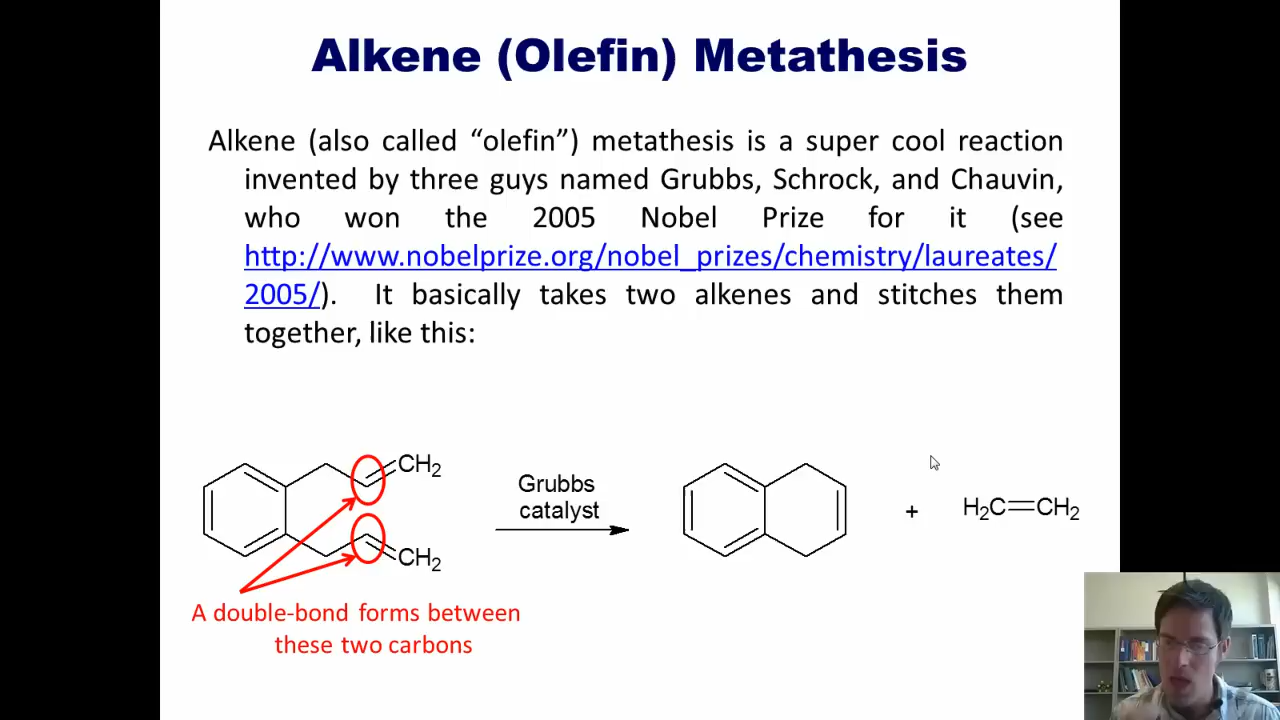 Alkene (Olefin) Metathesis
Alkene (also called “olefin”) metathesis is a super cool reaction
invented by three guys named Grubbs, Schrock, and Chauvin,
who won the 2005 Nobel Prize for it (see
http://www.nobelprize.org/nobel_prizes/chemistry/laureates/
2005/). It basically takes two alkenes and stitches them
together, like this:
CH2
CH2
Grubbs
catalyst
+
H2C CH2
A double-bond forms between
these two carbons